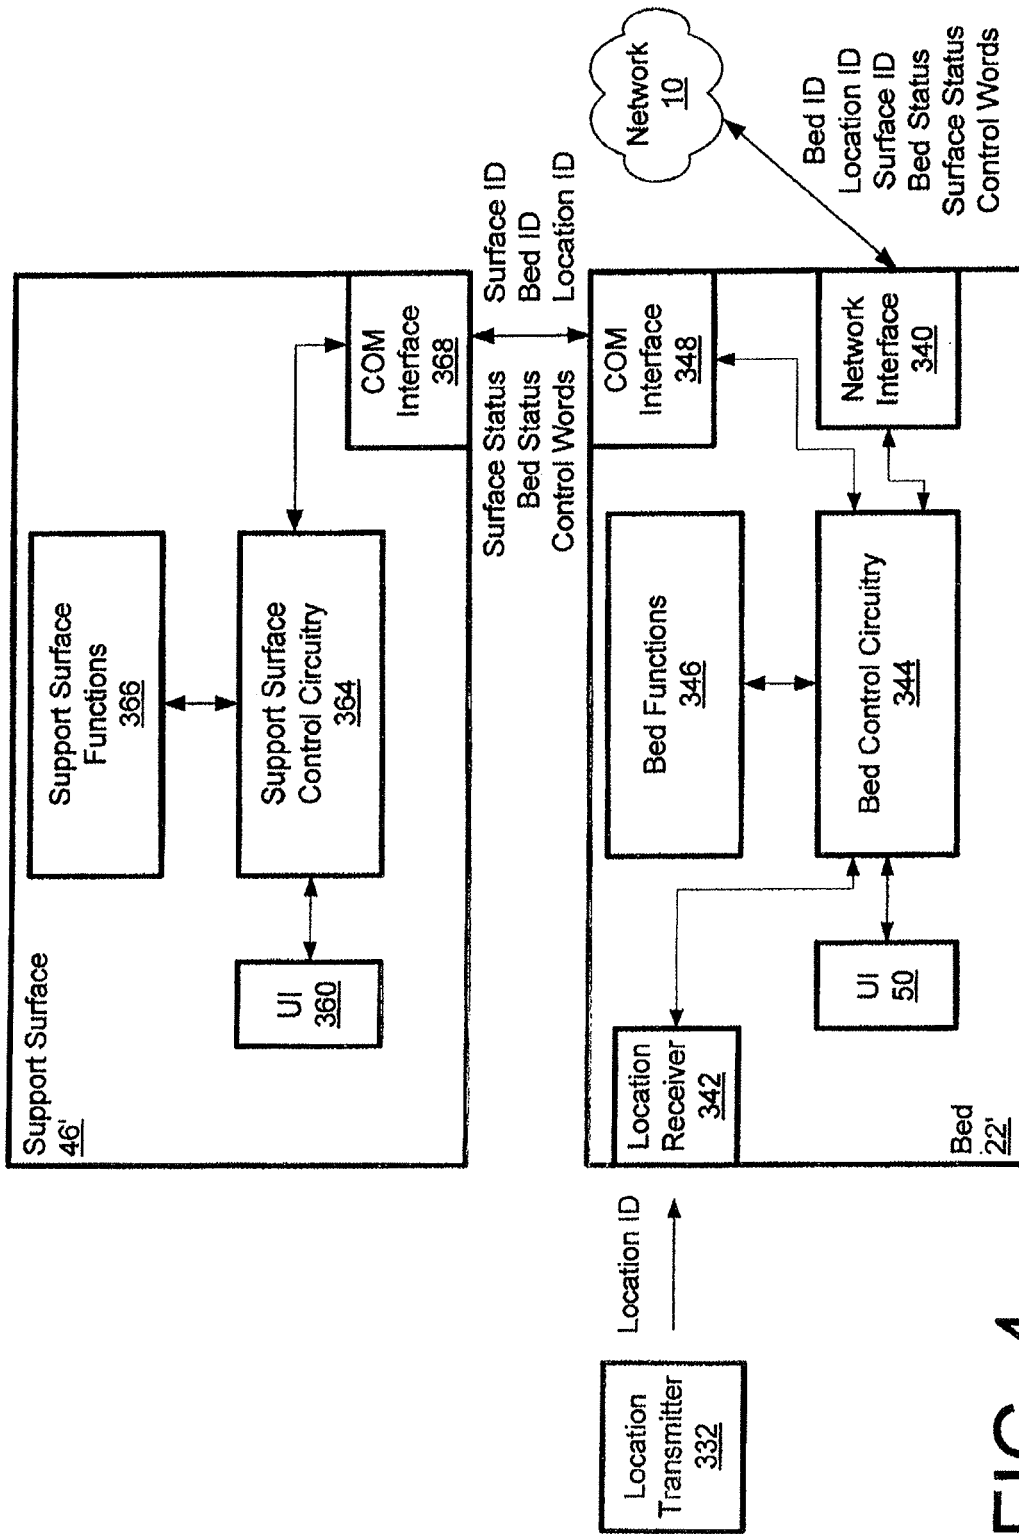 Support Surface
46'
Support Surface
Functions
366
UI
360
Support Surface
Control Circuitry
364
COM
Interface
368
Surface Status
Bed Status
Control Words
Surface ID
Bed ID
Location ID
Network
10
Location
Transmitter
332
Location ID
Location
Receiver
342
Bed Functions
346
COM
Interface
348
UI
50
Bed Control Circuitry
344
Network
Interface
340
Bed
22'
Bed ID
Location ID
Surface ID
Bed Status
Surface Status
Control Words
FIG.